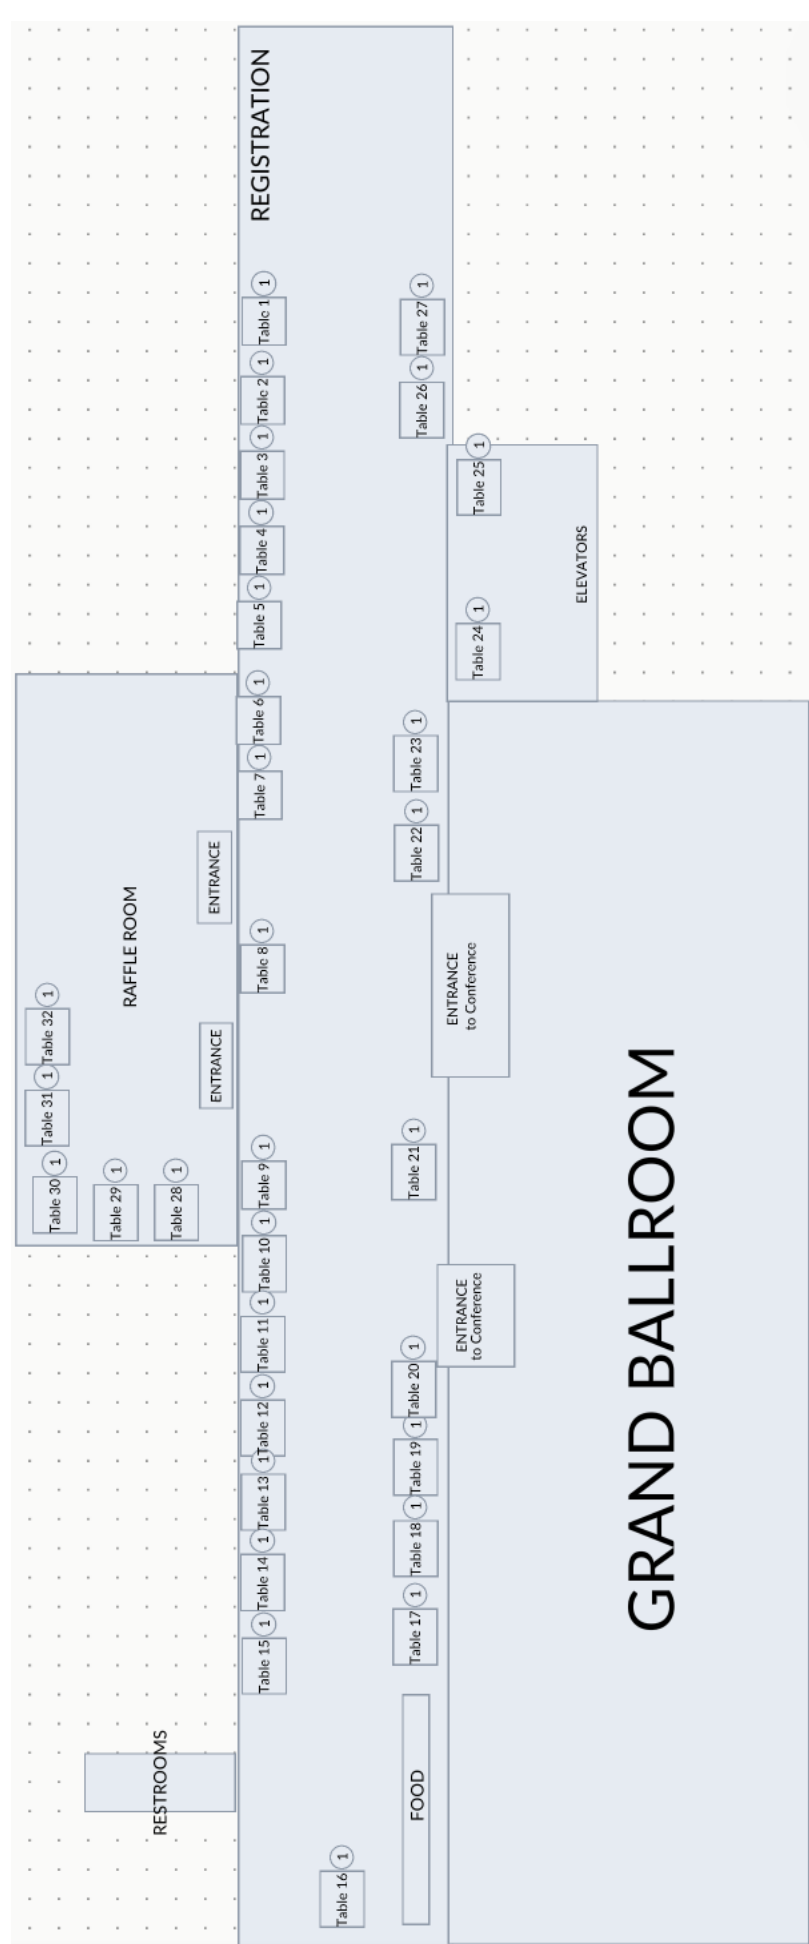 REGISTRATION
1
Table 1
1
Table 2
1
Table 3
1
Table 4
1
Table 5
1
Table 6
1
Table 7
1
Table 8
1
Table 9
1
Table 10
1
Table 11
1
Table 12
1
Table 13
1
Table 14
1
Table 15
1
Table 16
1
Table 17
1
Table 18
1
Table 19
1
Table 20
1
Table 21
1
Table 22
1
Table 23
1
Table 24
1
Table 25
1
Table 26
1
Table 27
1
Table 28
1
Table 29
1
Table 30
1
Table 31
1
Table 32
ELEVATORS
RAFFLE ROOM
ENTRANCE
ENTRANCE
ENTRANCE
to Conference
ENTRANCE
to Conference
GRAND BALLROOM
RESTROOMS
FOOD